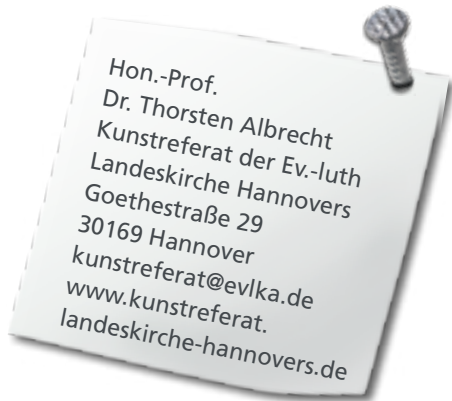 Hon.-Prof.
Dr. Thorsten Albrecht
Kunstreferat der Ev.-luth
Landeskirche Hannovers
Goethestraße 29
30169 Hannover
kunstreferat@evlka.de
www.kunstreferat.
landeskirche-hannovers.de